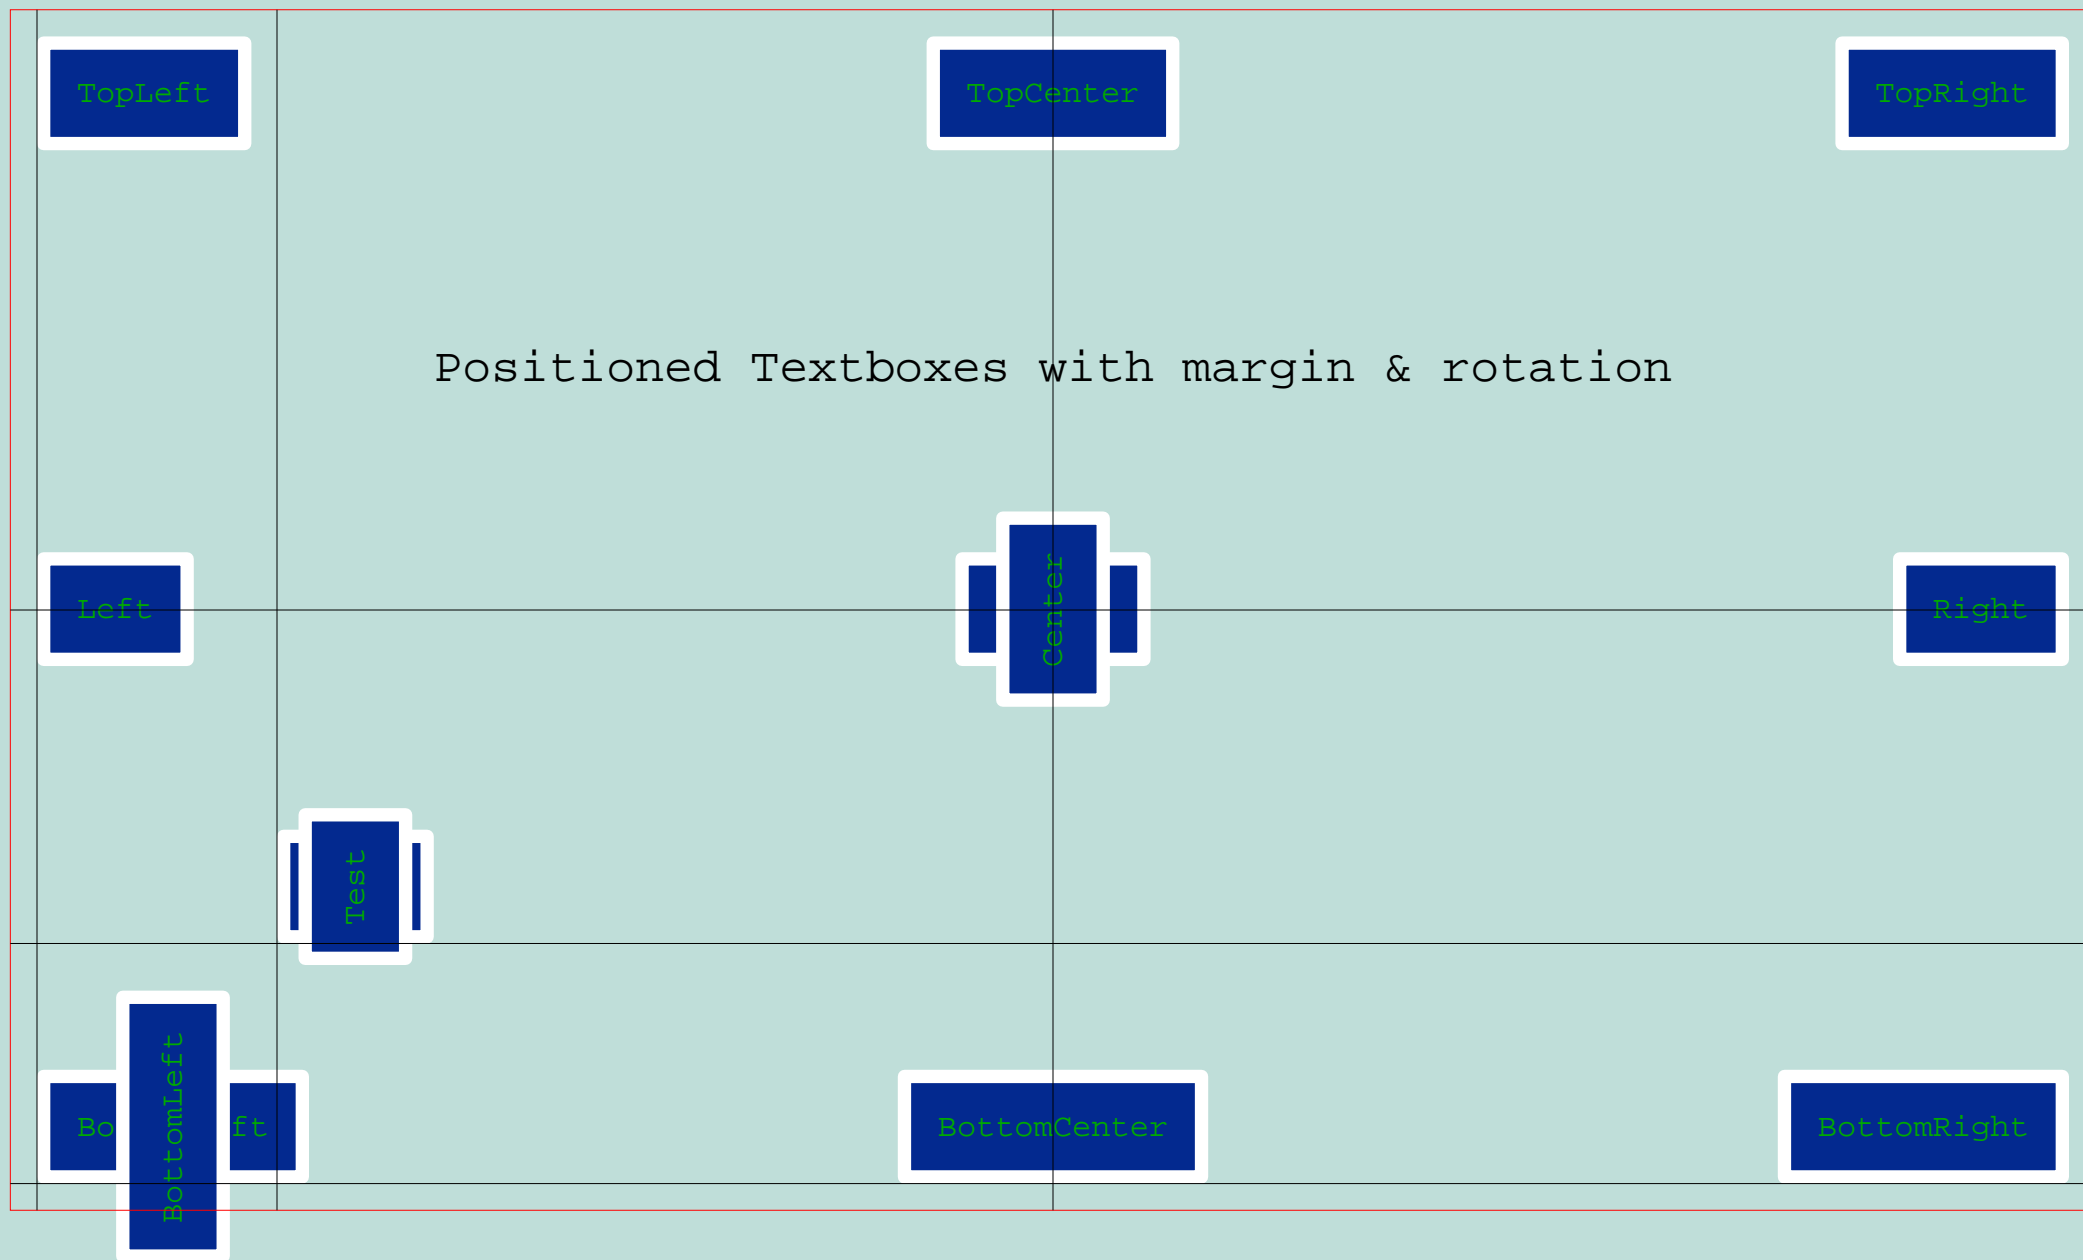 TopLeft
TopCenter
TopRight
Positioned Textboxes with margin & rotation
Left
Center
Right
Test
Bo
BottomLeft
ft
BottomCenter
BottomRight